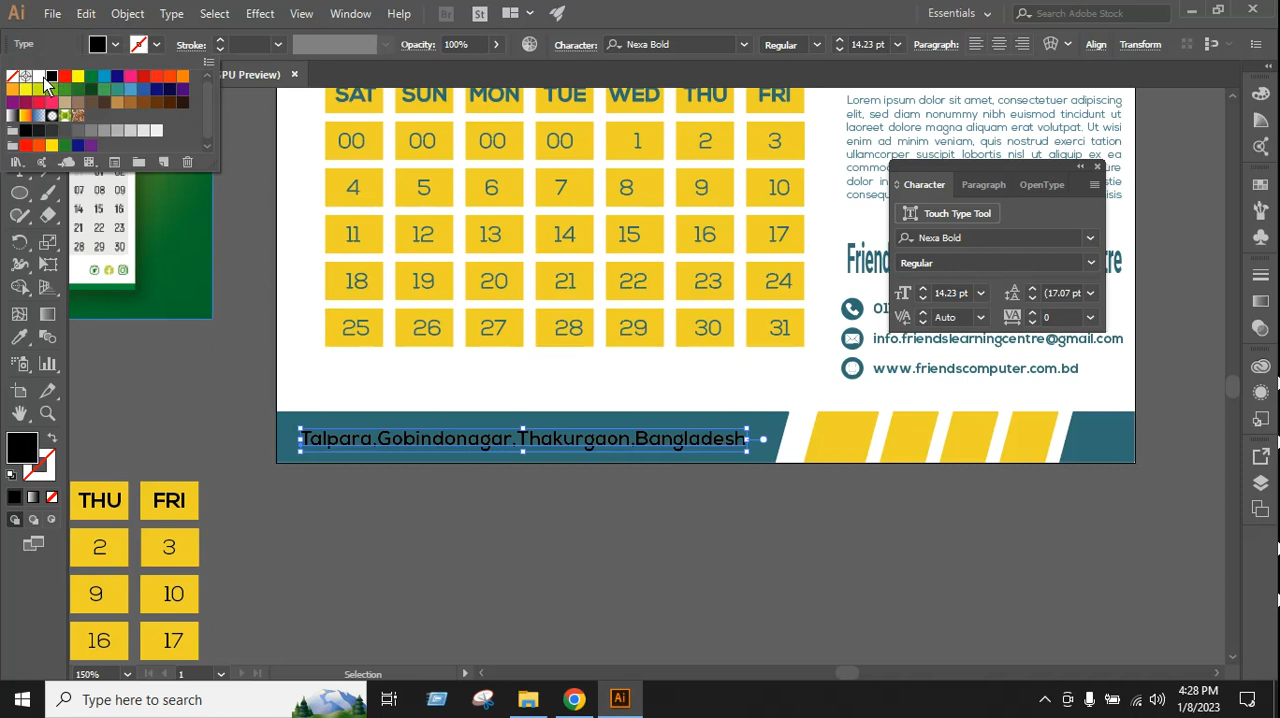 Ai File Edit Object Type Select Effect View Window Help Br St Essentials Search Adobe Stock
Type Stroke: Opacity: 100% Character: Nexa Bold Regular 14.23 pt Paragraph: Align Transform
GPU Preview) ×
SAT SUN MON TUE WED THU FRI
00 00 00 00 1 2 3
4 5 6 7 8 9 10
11 12 13 14 15 16 17
18 19 20 21 22 23 24
25 26 27 28 29 30 31
Lorem ipsum dolor sit amet, consectetuer adipiscing
elit, sed diam nonummy nibh euismod tincidunt ut
laoreet dolore magna aliquam erat volutpat. Ut wisi
enim ad minim veniam, quis nostrud exerci tation
ullamcorper suscipit lobortis nisl ut aliquip ex ea
Character Paragraph OpenType
Touch Type Tool
Nexa Bold
Regular
14.23 pt (17.07 pt
Auto 0
info.friendslearningcentre@gmail.com
www.friendscomputer.com.bd
Talpara,Gobindonagar,Thakurgaon,Bangladesh
07 08 09
14 15 16
21 22 23
28 29 30
THU FRI
2 3
9 10
16 17
150% 1 Selection
Type here to search
Ai
4:28 PM
1/8/2023